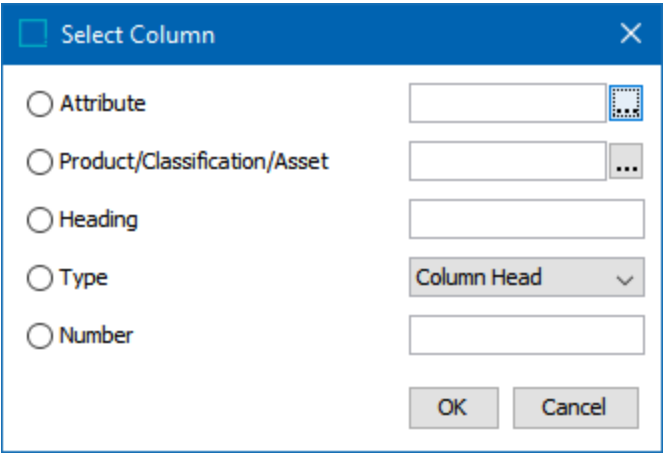 Select Column
Attribute ...
Product/Classification/Asset ...
Heading
Type Column Head
Number
OK Cancel